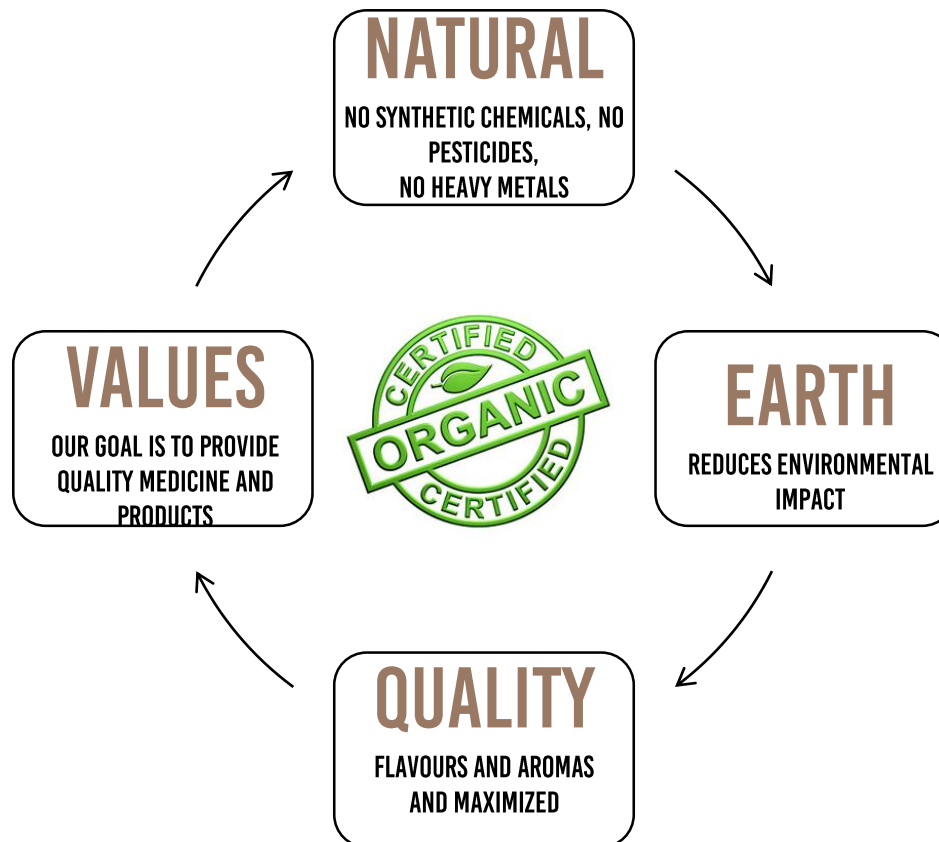 NATURAL
NO SYNTHETIC CHEMICALS, NO
PESTICIDES,
NO HEAVY METALS
VALUES
OUR GOAL IS TO PROVIDE
QUALITY MEDICINE AND
PRODUCTS
CERTIFIED
ORGANIC
CERTIFIED
EARTH
REDUCES ENVIRONMENTAL
IMPACT
QUALITY
FLAVOURS AND AROMAS
AND MAXIMIZED